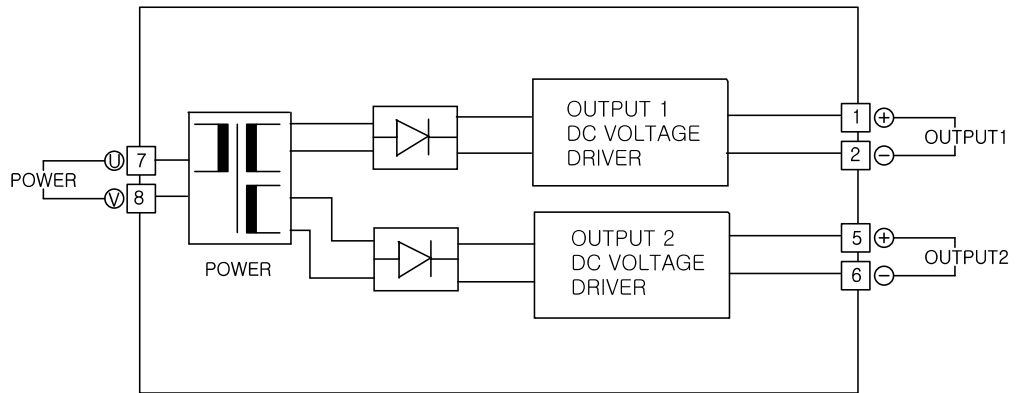 OUTPUT 1
DC VOLTAGE
DRIVER
1 +
2 −
OUTPUT1
U 7
V 8
POWER
POWER
OUTPUT 2
DC VOLTAGE
DRIVER
5 +
6 −
OUTPUT2